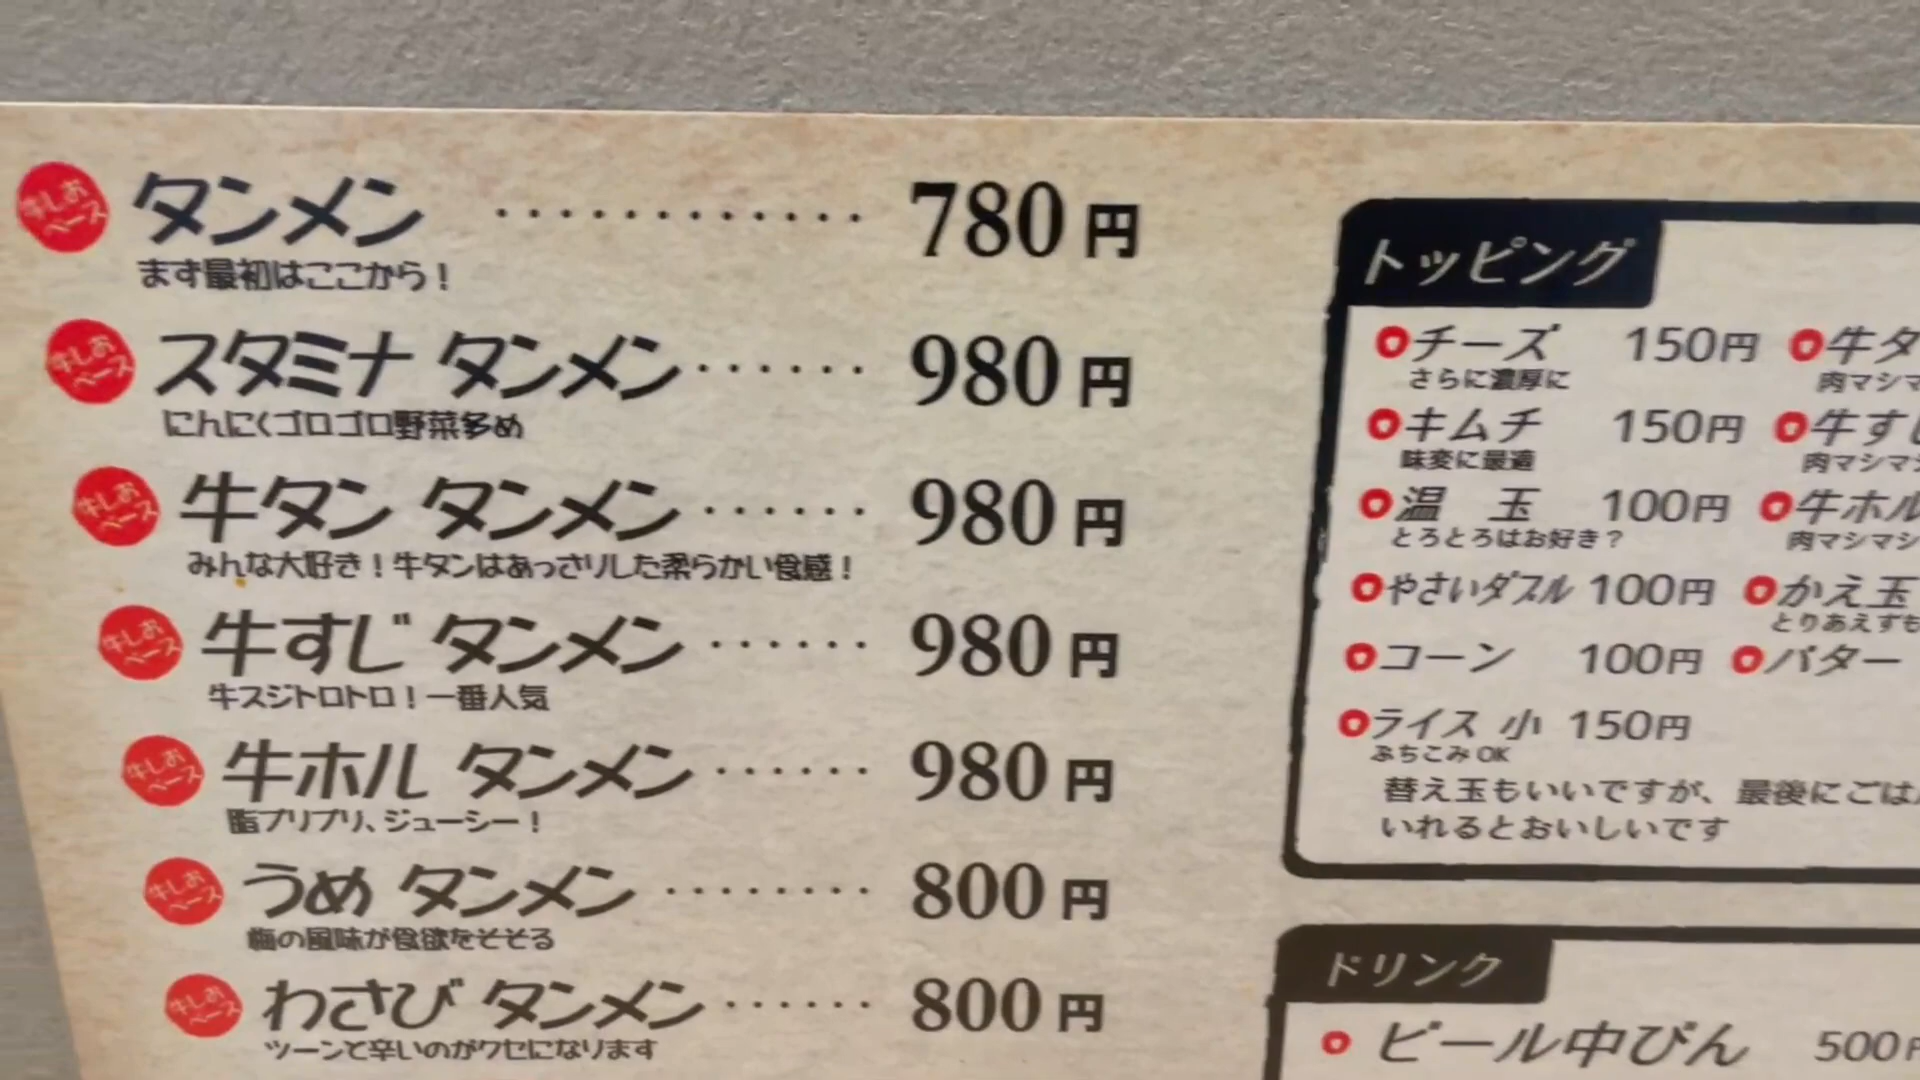 牛しお
ベース
タンメン ············ 780円
まず最初はここから!
牛しお
ベース
スタミナ タンメン ······ 980円
にんにくゴロゴロ野菜多め
牛しお
ベース
牛タン タンメン ······ 980円
みんな大好き!牛タンはあっさりした柔らかい食感!
牛しお
ベース
牛すじ タンメン ······ 980円
牛スジトロトロ!一番人気
牛しお
ベース
牛ホル タンメン ······ 980円
脂プリプリ、ジューシー!
牛しお
ベース
うめ タンメン ········ 800円
梅の風味が食欲をそそる
牛しお
ベース
わさび タンメン ······ 800円
ツーンと辛いのがクセになります
トッピング
チーズ 150円 牛タ
さらに濃厚に 肉マシマ
キムチ 150円 牛すじ
味変に最適 肉マシマシ
温 玉 100円 牛ホル
とろとろはお好き? 肉マシマシ
やさいダブル 100円 かえ玉
とりあえずも
コーン 100円 バター
ライス 小 150円
ぶちこみOK
替え玉もいいですが、最後にごは
いれるとおいしいです
ドリンク
ビール中びん 500円